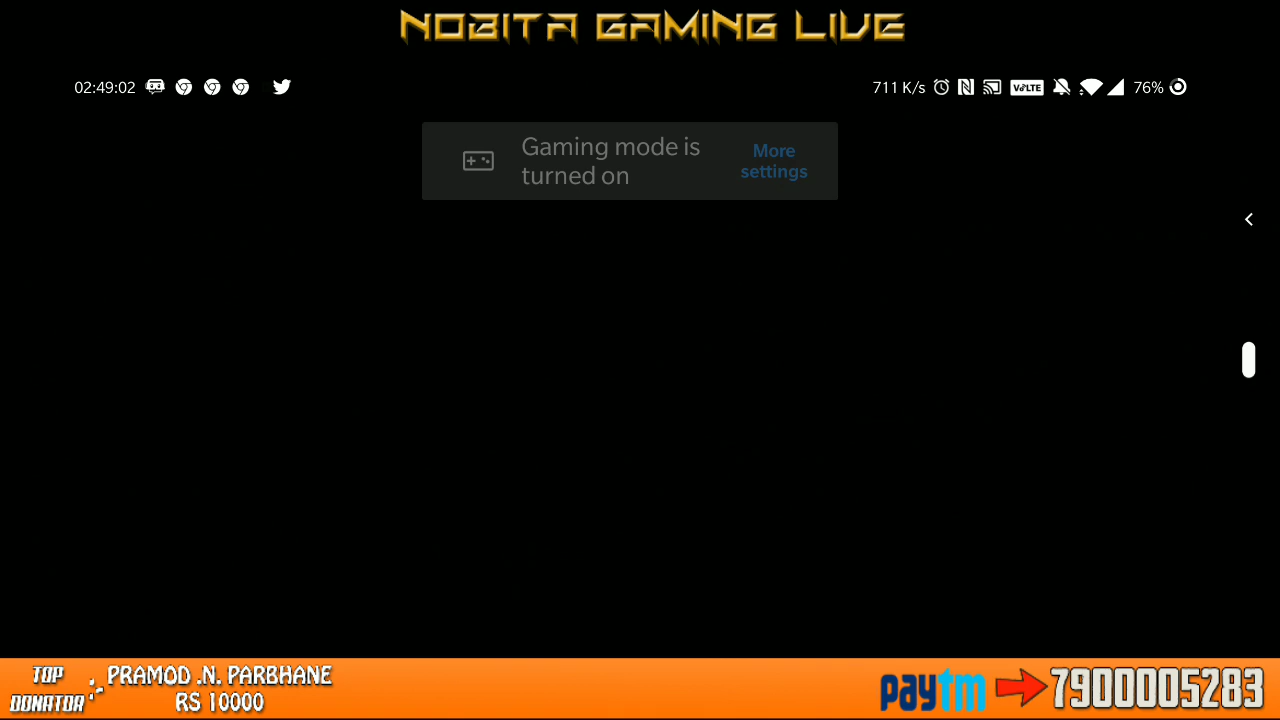 NOBITA GAMING LIVE
02:49:02
711 K/s VoLTE 76%
Gaming mode is
turned on
More
settings
TOP
DONATOR
PRAMOD .N. PARBHANE
RS 10000
paytm 7900005283